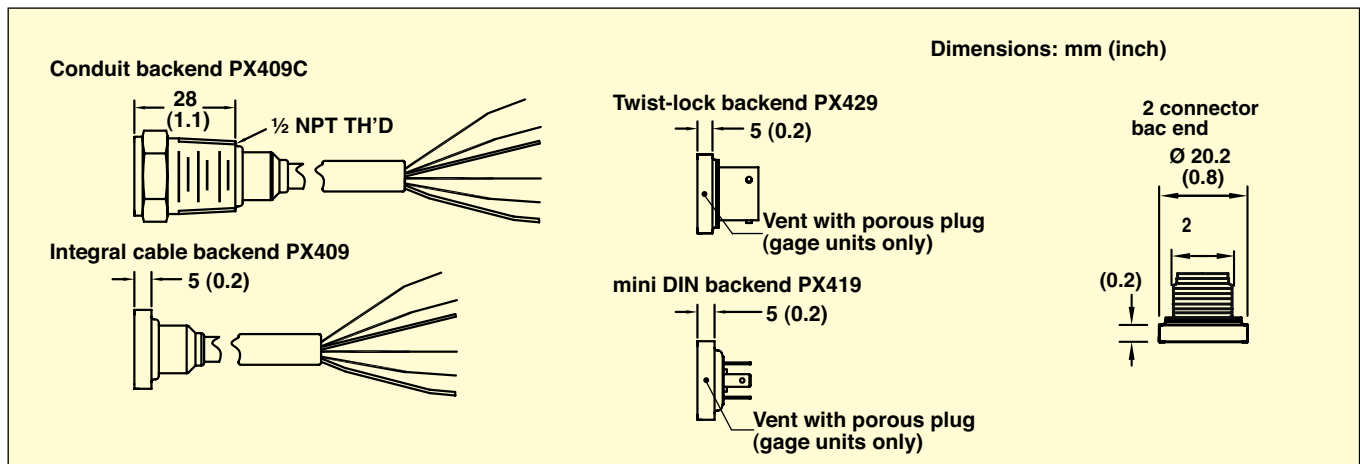 Dimensions: mm (inch)
Conduit backend PX409C
28
(1.1)
½ NPT TH'D
Integral cable backend PX409
5 (0.2)
Twist-lock backend PX429
5 (0.2)
Vent with porous plug
(gage units only)
mini DIN backend PX419
5 (0.2)
Vent with porous plug
(gage units only)
2 connector
bac end
Ø 20.2
(0.8)
2
(0.2)